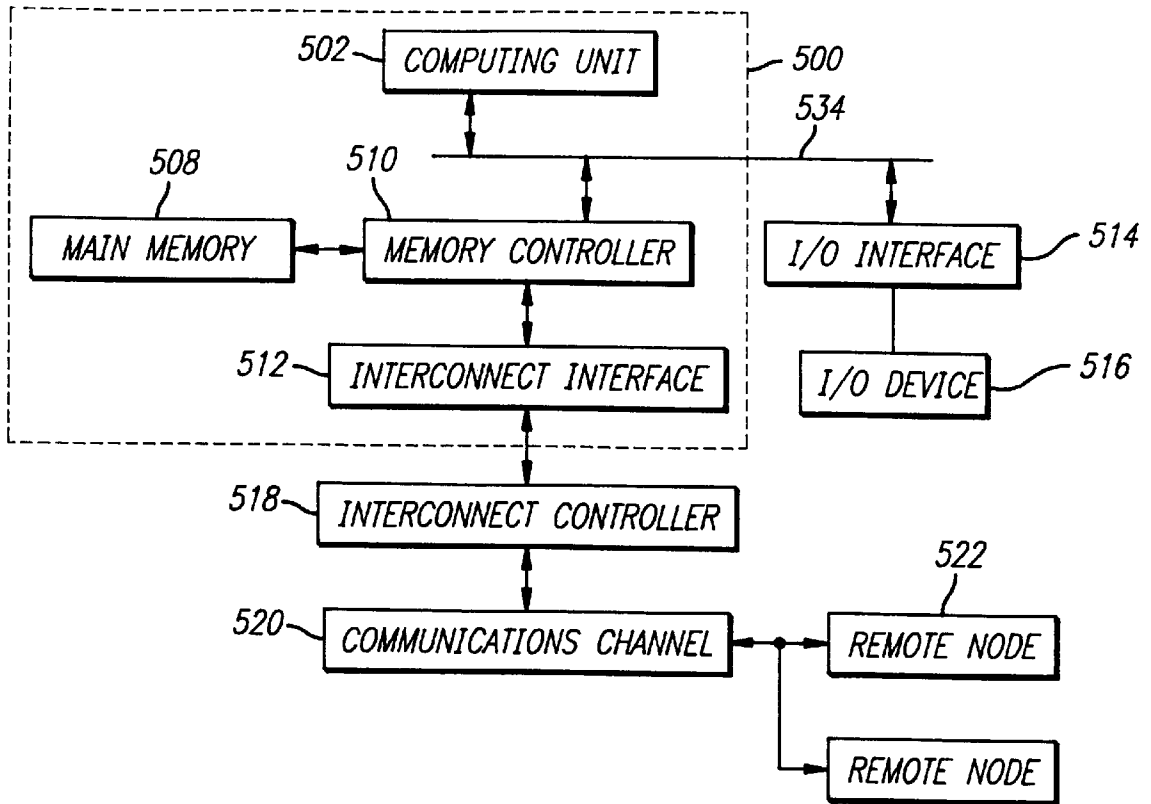 502
COMPUTING UNIT
500
534
510
508
MAIN MEMORY
MEMORY CONTROLLER
I/O INTERFACE
514
512
INTERCONNECT INTERFACE
I/O DEVICE
516
518
INTERCONNECT CONTROLLER
522
520
COMMUNICATIONS CHANNEL
REMOTE NODE
REMOTE NODE